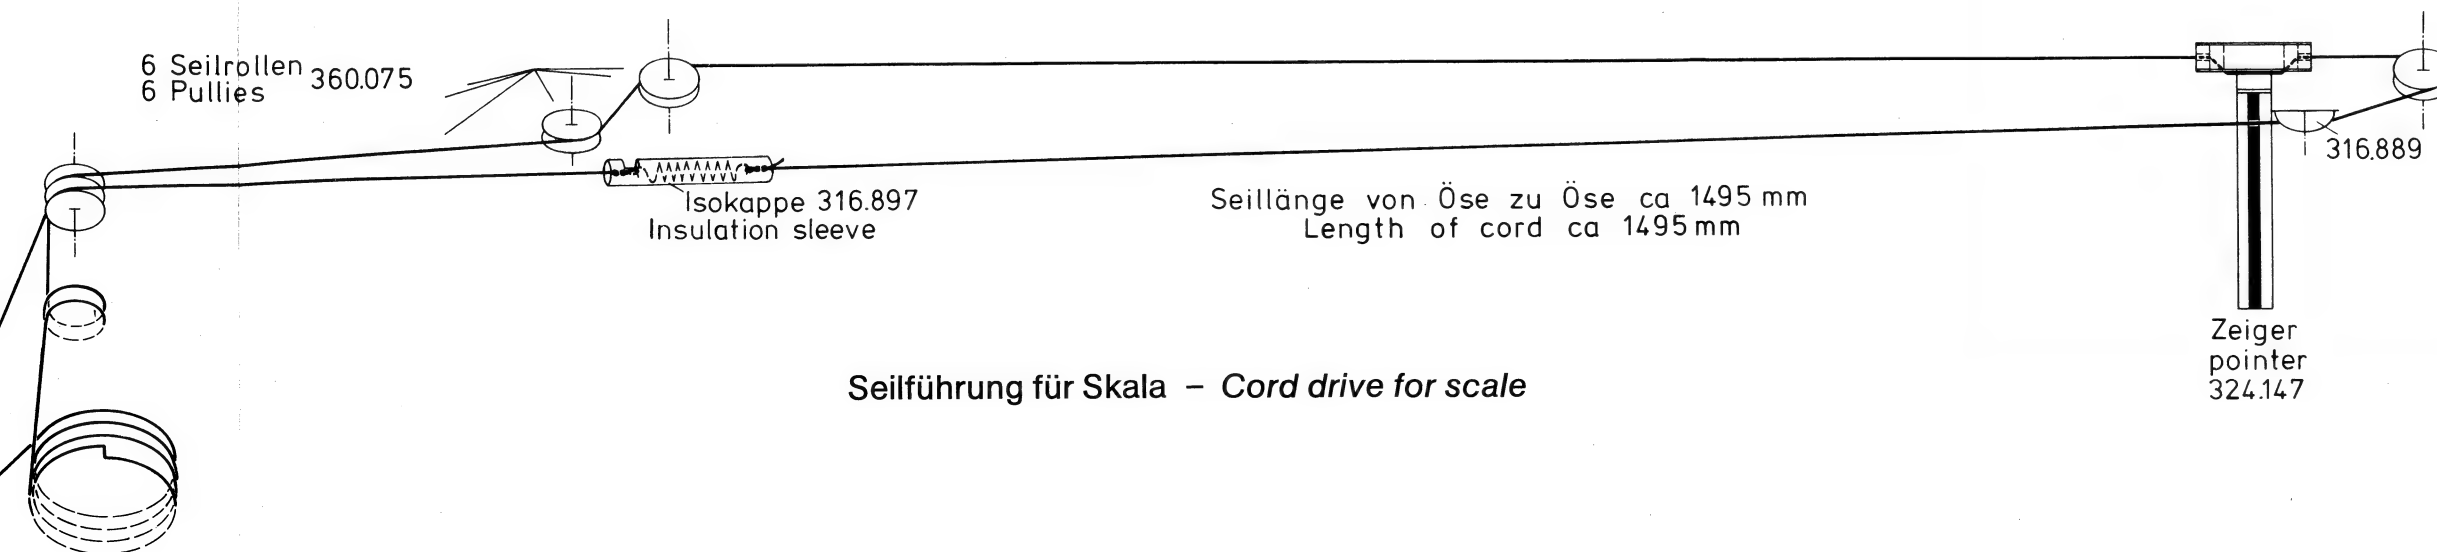 6 Seilrollen 360.075
6 Pullies
316.889
Isokappe 316.897
Insulation sleeve
Seillänge von Öse zu Öse ca 1495 mm
Length of cord ca 1495 mm
Zeiger
pointer
324.147
Seilführung für Skala – Cord drive for scale